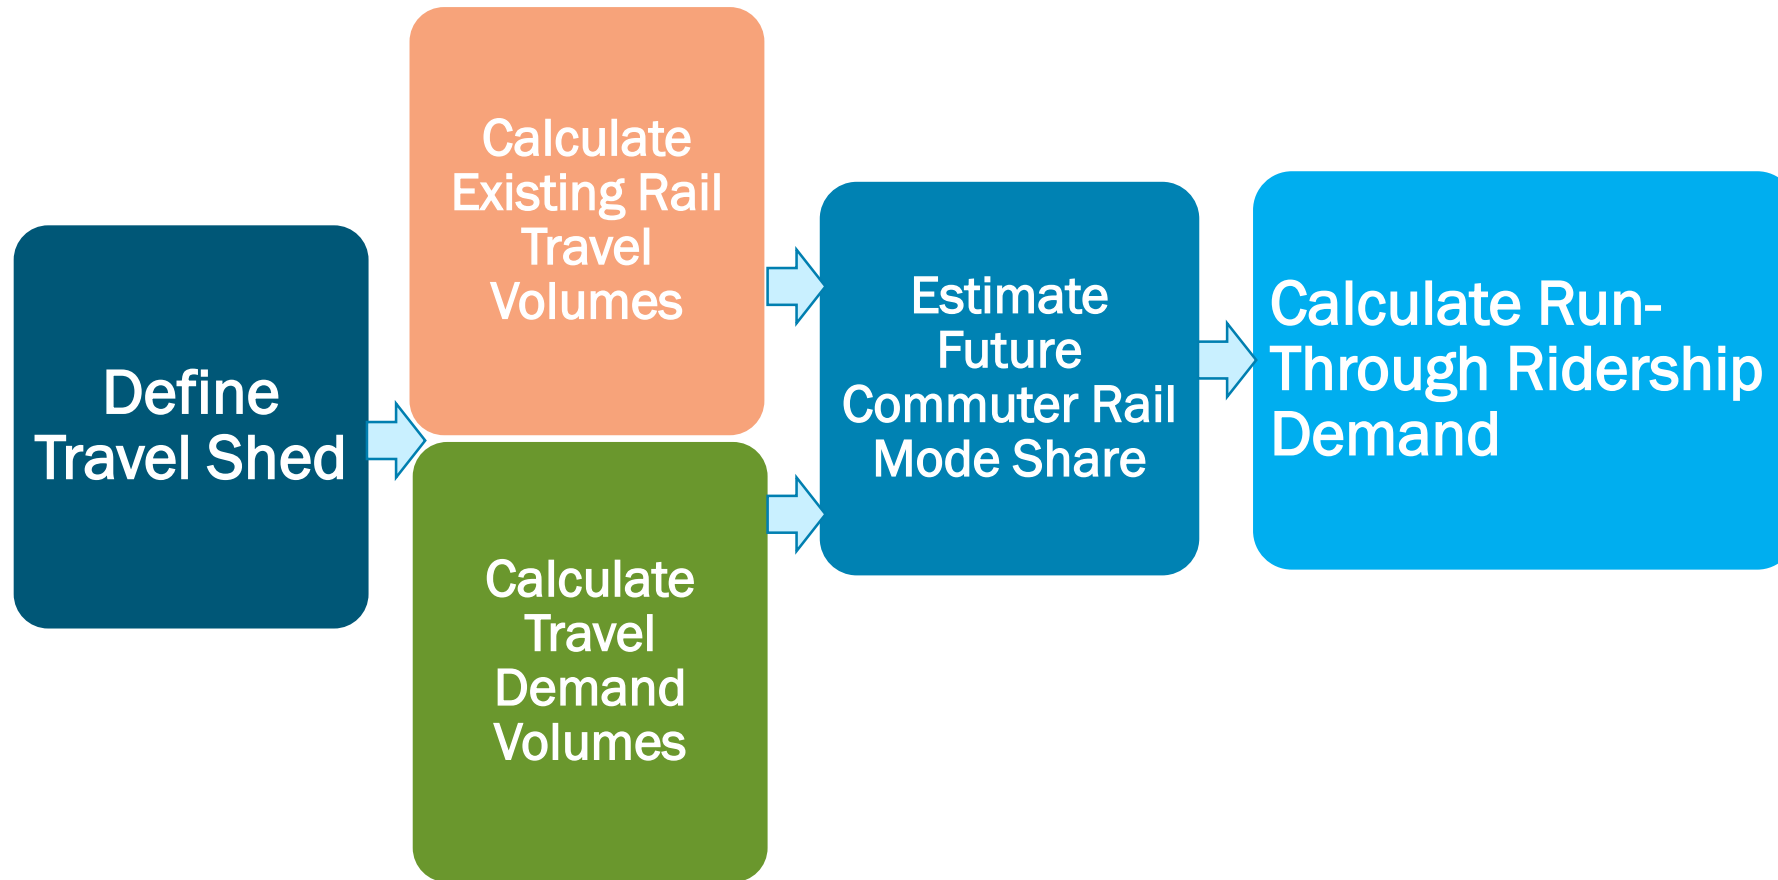 Define
Travel Shed
Calculate
Existing Rail
Travel
Volumes
Calculate
Travel
Demand
Volumes
Estimate
Future
Commuter Rail
Mode Share
Calculate Run-
Through Ridership
Demand